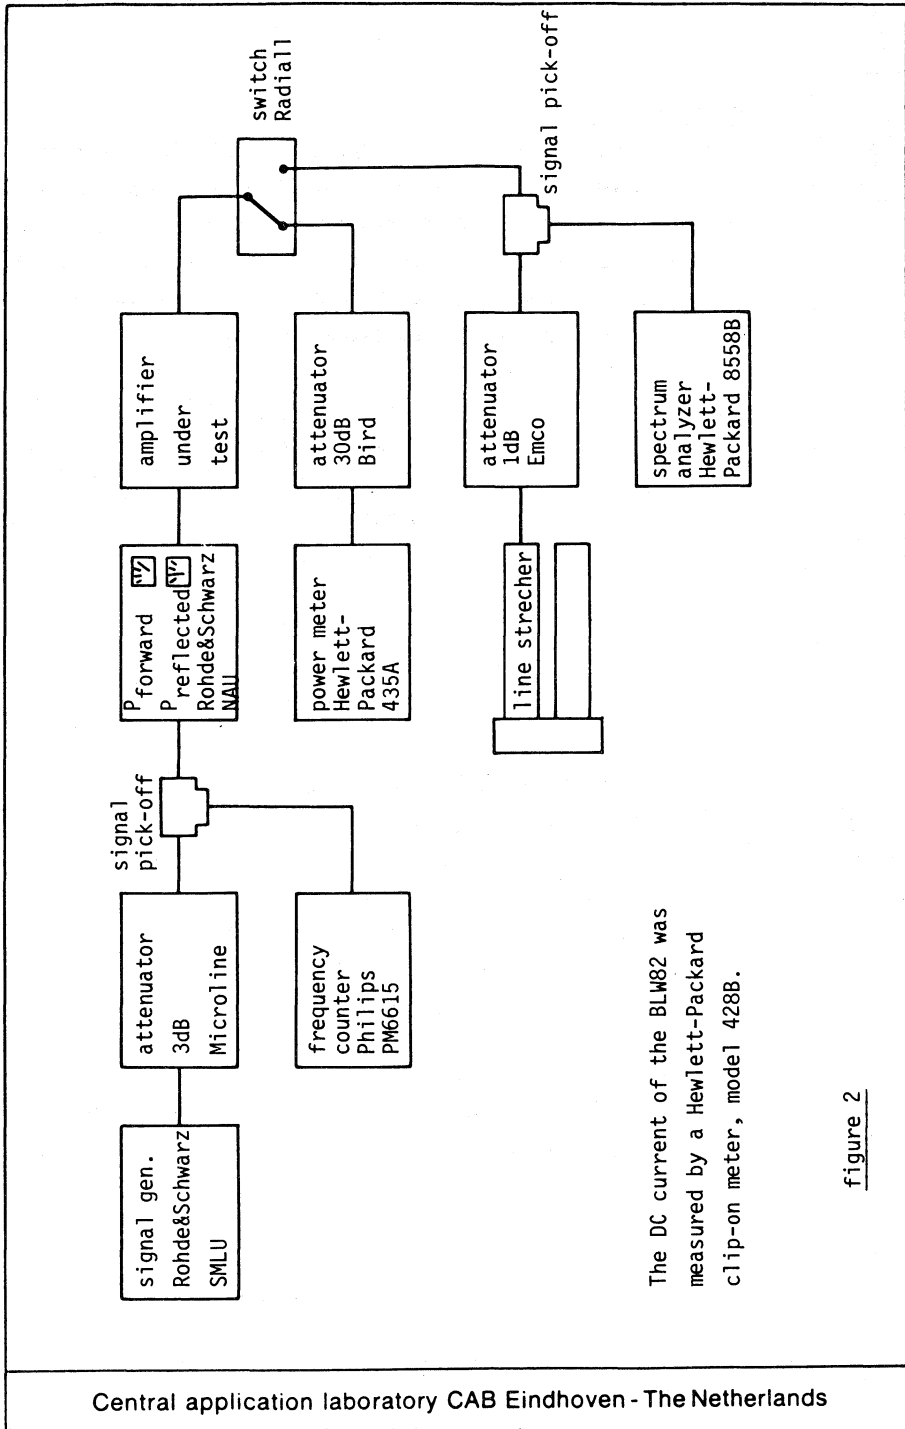 signal gen.
Rohde&Schwarz
SMLU
attenuator
3dB
Microline
signal
pick-off
frequency
counter
Philips
PM6615
Pforward
Preflected
Rohde&Schwarz
NAU
power meter
Hewlett-
Packard
435A
amplifier
under
test
attenuator
30dB
Bird
switch
Radiall
line strecher
attenuator
1dB
Emco
signal pick-off
spectrum
analyzer
Hewlett-
Packard 8558B
The DC current of the BLW82 was
measured by a Hewlett-Packard
clip-on meter, model 428B.
figure 2
Central application laboratory CAB Eindhoven - The Netherlands